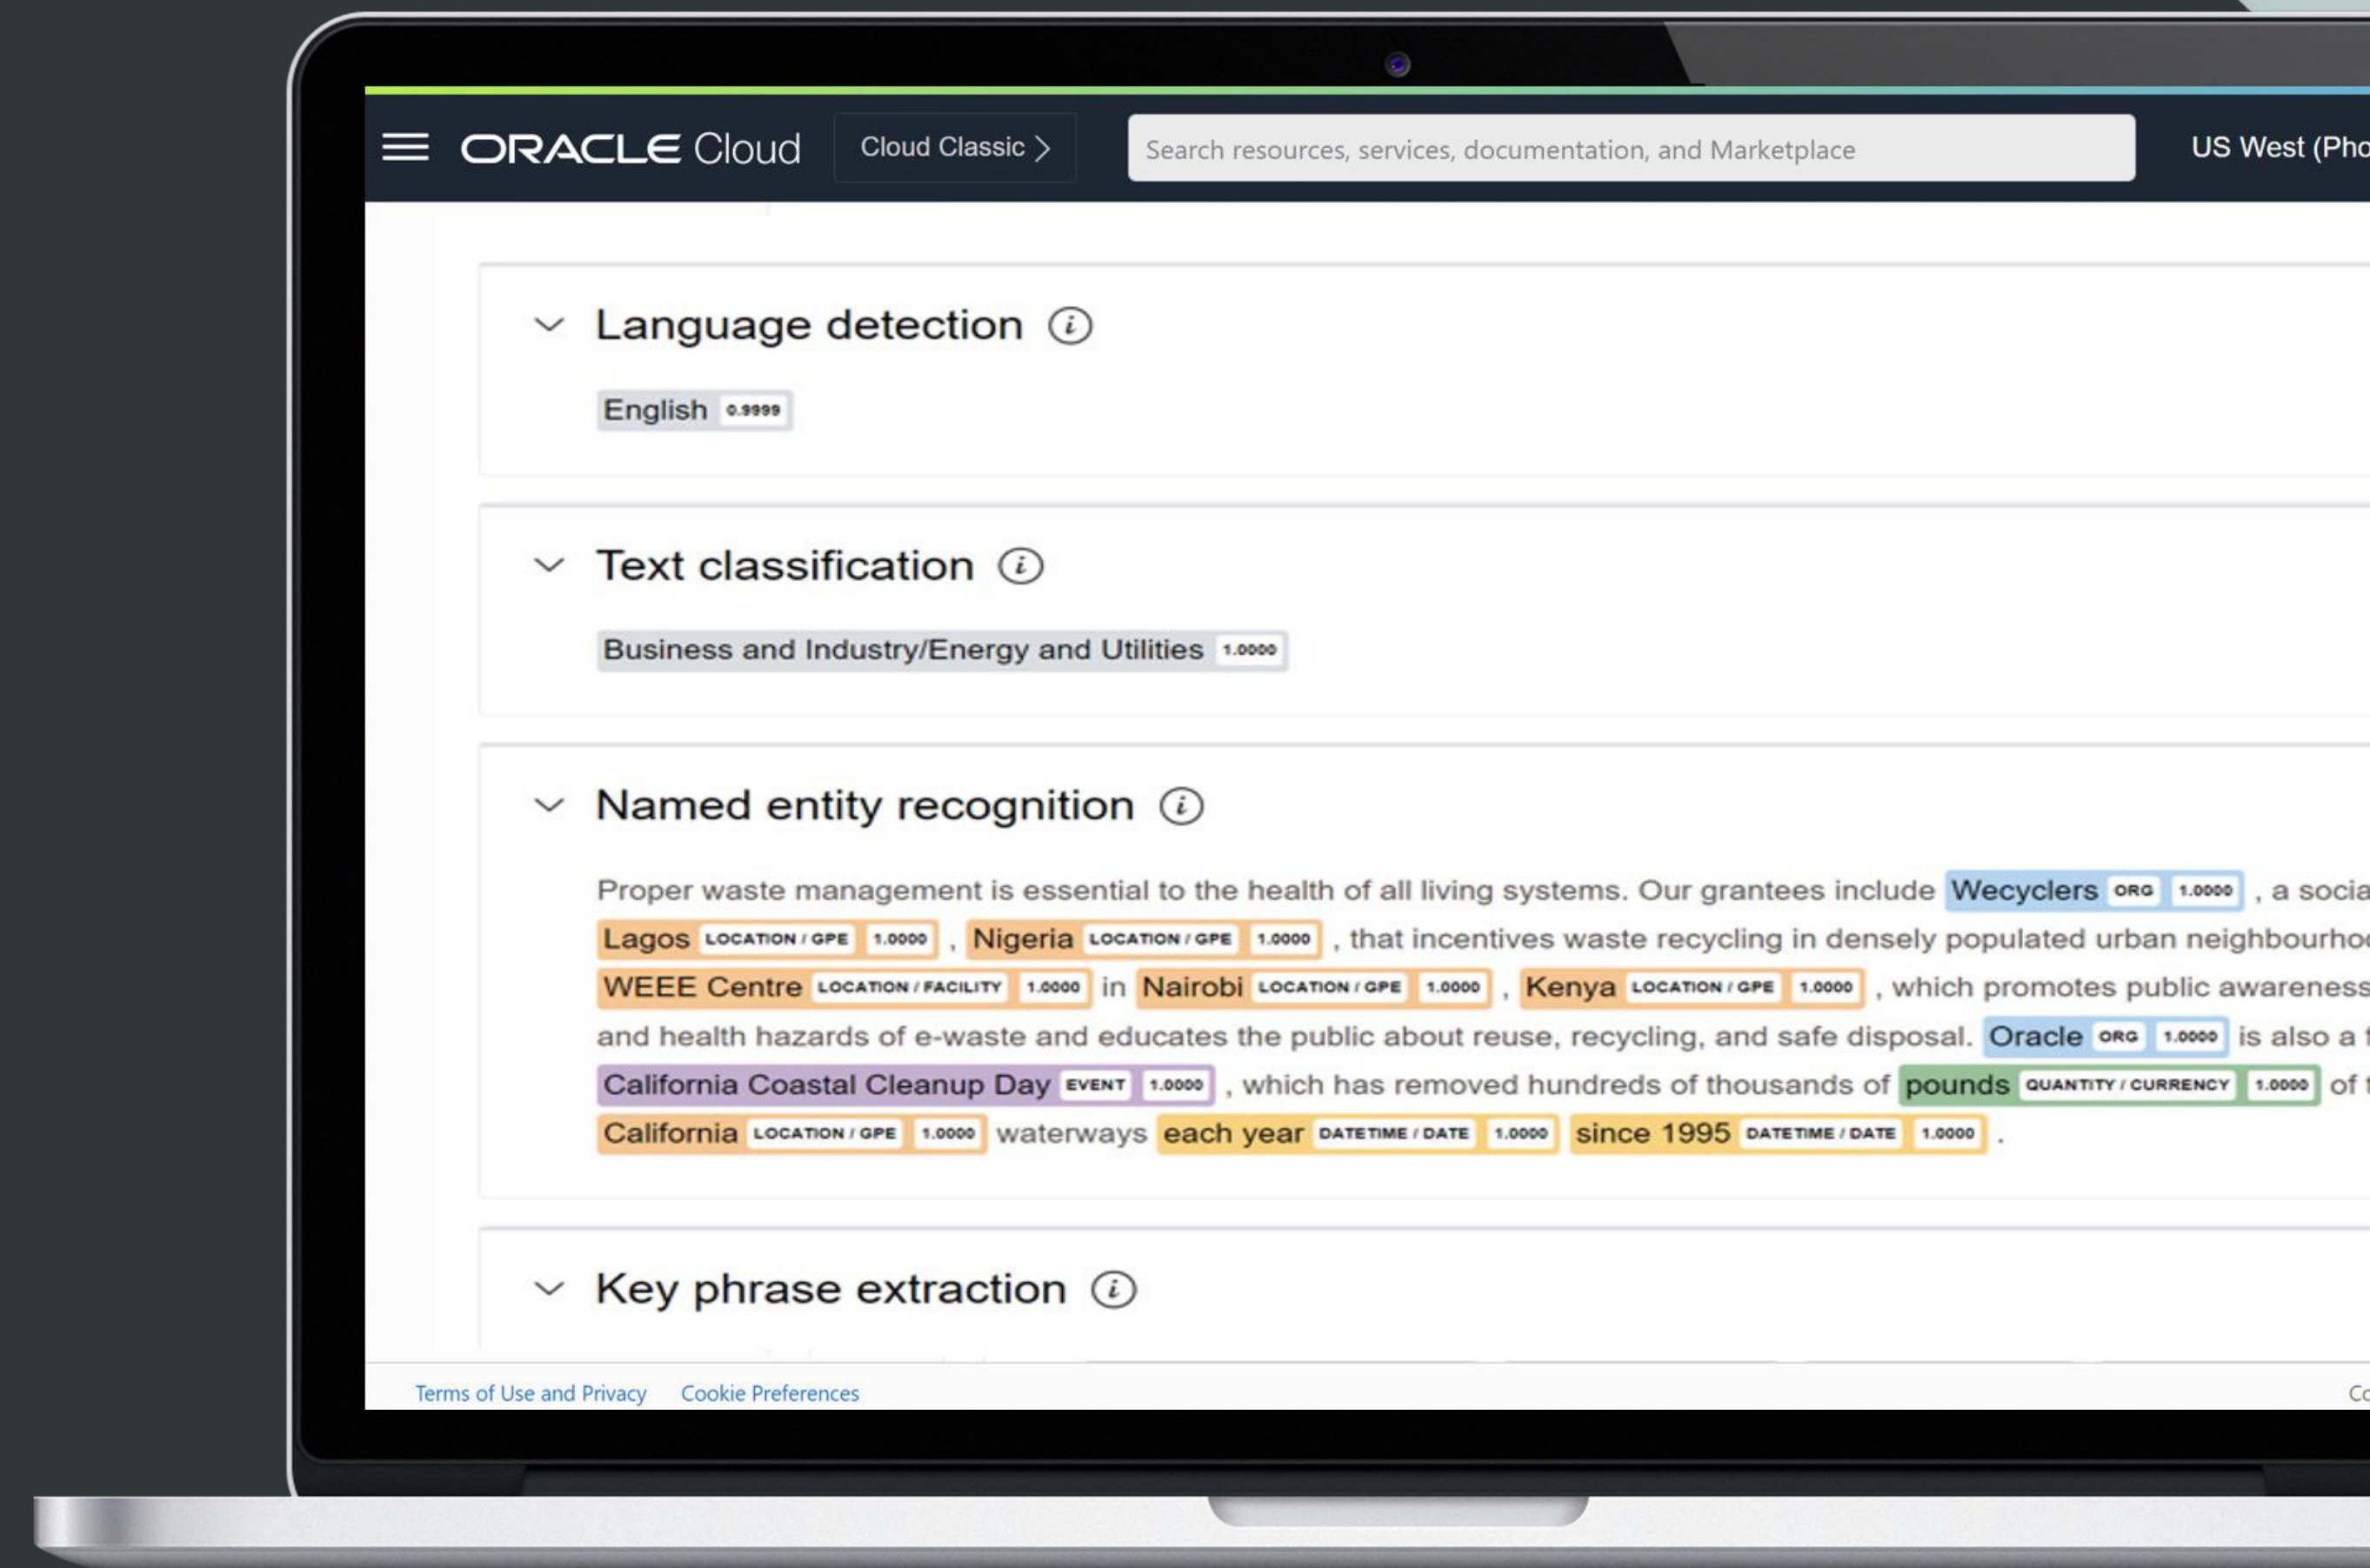 ORACLE Cloud Cloud Classic > Search resources, services, documentation, and Marketplace US West (Pho
Language detection i
English 0.9999
Text classification i
Business and Industry/Energy and Utilities 1.0000
Named entity recognition i
Proper waste management is essential to the health of all living systems. Our grantees include Wecyclers ORG 1.0000 , a socia
Lagos LOCATION / GPE 1.0000 , Nigeria LOCATION / GPE 1.0000 , that incentives waste recycling in densely populated urban neighbourho
WEEE Centre LOCATION / FACILITY 1.0000 in Nairobi LOCATION / GPE 1.0000 , Kenya LOCATION / GPE 1.0000 , which promotes public awareness
and health hazards of e-waste and educates the public about reuse, recycling, and safe disposal. Oracle ORG 1.0000 is also a
California Coastal Cleanup Day EVENT 1.0000 , which has removed hundreds of thousands of pounds QUANTITY / CURRENCY 1.0000 of
California LOCATION / GPE 1.0000 waterways each year DATETIME / DATE 1.0000 since 1995 DATETIME / DATE 1.0000 .
Key phrase extraction i
Terms of Use and Privacy Cookie Preferences Co